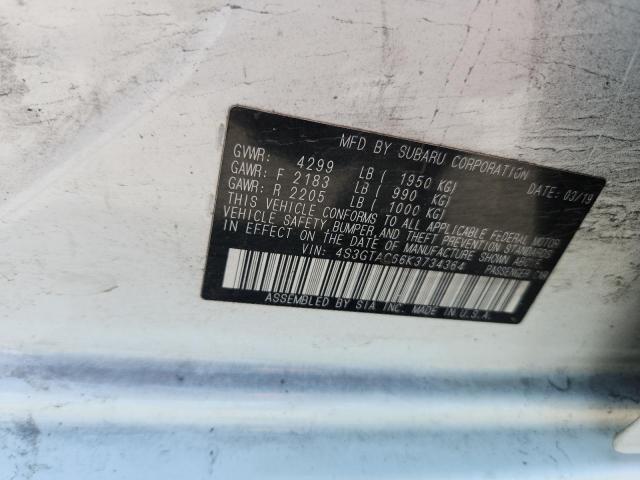 MFD BY SUBARU CORPORATION
GVWR: 4299 LB ( 1950 KG) DATE: 03/19
GAWR: F 2183 LB ( 990 KG)
GAWR: R 2205 LB ( 1000 KG)
THIS VEHICLE CONFORMS TO ALL APPLICABLE FEDERAL MOTOR
VEHICLE SAFETY, BUMPER, AND THEFT PREVENTION STANDARDS
IN EFFECT ON THE DATE OF MANUFACTURE SHOWN ABOVE.
VIN: 4S3GTAC56K3734364 PASSENGER CAR
ASSEMBLED BY SIA INC. MADE IN U.S.A.